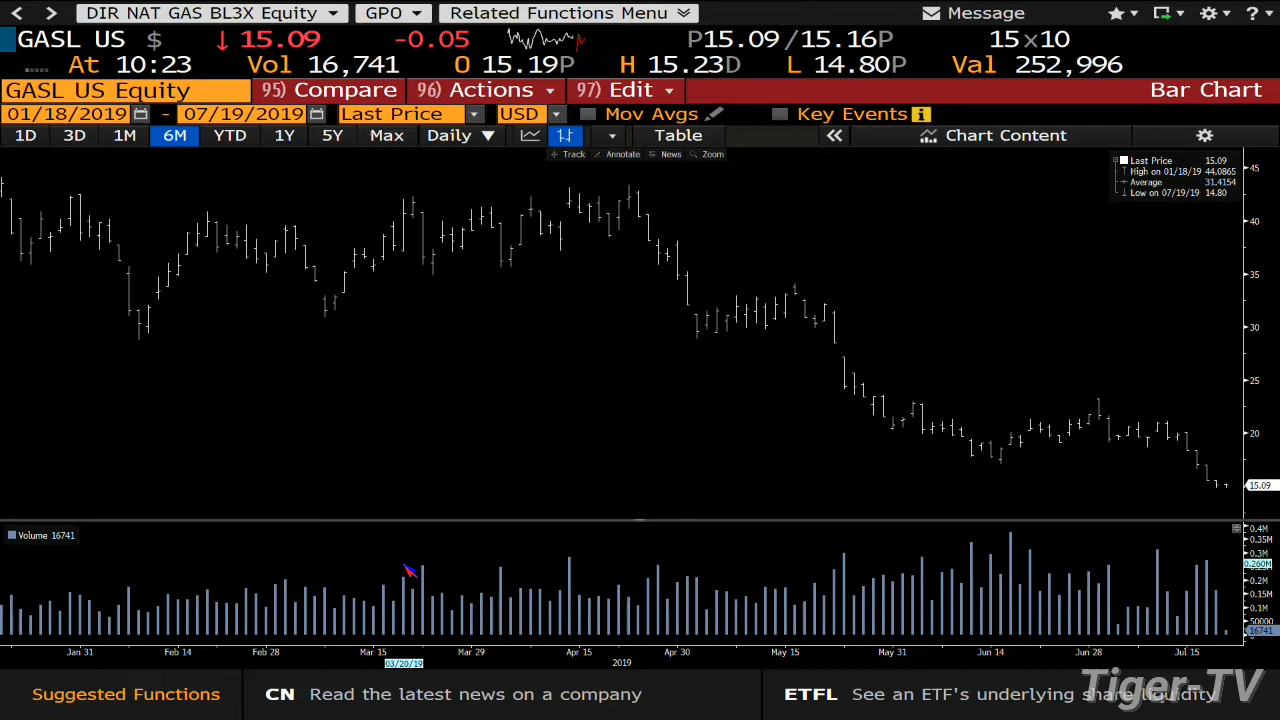 DIR NAT GAS BL3X Equity GPO Related Functions Menu Message ?
GASL US $ ↓ 15.09 -0.05 P15.09 /15.16P 15x10
At 10:23 Vol 16,741 O 15.19P H 15.23D L 14.80P Val 252,996
GASL US Equity 95) Compare 96) Actions 97) Edit Bar Chart
01/18/2019 - 07/19/2019 Last Price USD Mov Avgs Key Events i
1D 3D 1M 6M YTD 1Y 5Y Max Daily ▼ Table « Chart Content
Track Annotate News Zoom
Last Price 15.09
High on 01/18/19 44.0865
Average 31.4154
Low on 07/19/19 14.80
45
40
35
30
25
20
15.09
Volume 16741
0.4M
0.35M
0.3M
0.260M
0.2M
0.15M
0.1M
50000
16741
Jan 31 Feb 14 Feb 28 Mar 15 Mar 29 Apr 15 Apr 30 May 15 May 31 Jun 14 Jun 28 Jul 15
03/20/19 2019
Suggested Functions CN Read the latest news on a company ETFL See an ETF's underlying share liquidity
Tiger-TV